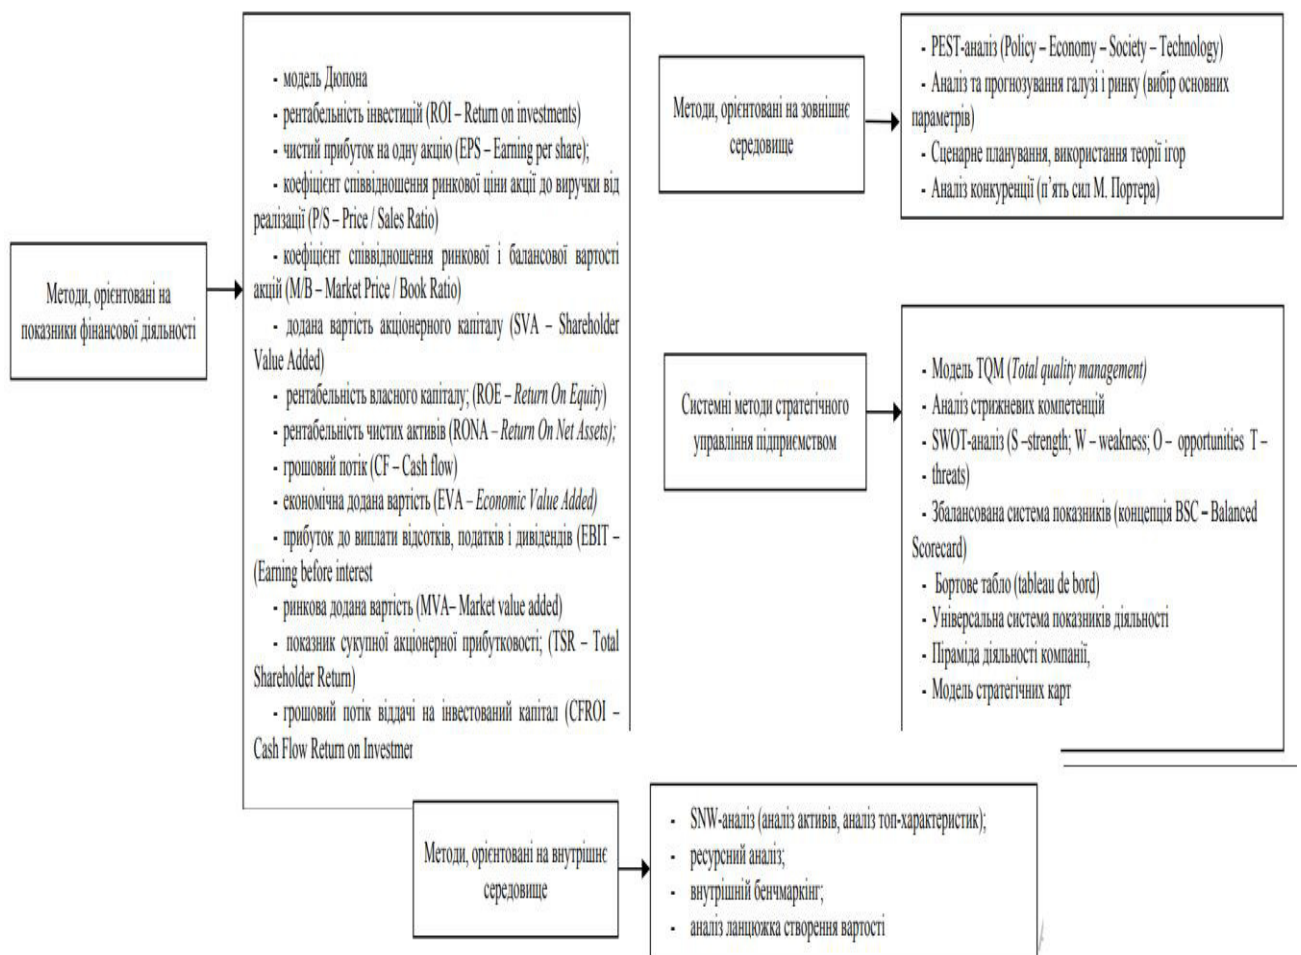 Методи, орієнтовані на
показники фінансової діяльності
- модель Дюпона
- рентабельність інвестицій (ROI – Return on investments)
- чистий прибуток на одну акцію (EPS – Earning per share);
- коефіцієнт співвідношення ринкової ціни акції до виручки від
реалізації (P/S – Price / Sales Ratio)
- коефіцієнт співвідношення ринкової і балансової вартості
акцій (M/B – Market Price / Book Ratio)
- додана вартість акціонерного капіталу (SVA – Shareholder
Value Added)
- рентабельність власного капіталу; (ROE – Return On Equity)
- рентабельність чистих активів (RONA – Return On Net Assets);
- грошовий потік (CF – Cash flow)
- економічна додана вартість (EVA – Economic Value Added)
- прибуток до виплати відсотків, податків і дивідендів (EBIT –
(Earning before interest
- ринкова додана вартість (MVA– Market value added)
- показник сукупної акціонерної прибутковості; (TSR – Total
Shareholder Return)
- грошовий потік віддачі на інвестований капітал (CFROI –
Cash Flow Return on Investmer
Методи, орієнтовані на зовнішнє
середовище
- PEST-аналіз (Policy – Economy – Society – Technology)
- Аналіз та прогнозування галузі і ринку (вибір основних
параметрів)
- Сценарне планування, використання теорії ігор
- Аналіз конкуренції (п’ять сил М. Портера)
Системні методи стратегічного
управління підприємством
- Модель TQM (Total quality management)
- Аналіз стрижневих компетенцій
- SWOT-аналіз (S –strength; W – weakness; O – opportunities T –
- threats)
- Збалансована система показників (концепція BSC – Balanced
Scorecard)
- Бортове табло (tableau de bord)
- Універсальна система показників діяльності
- Піраміда діяльності компанії,
- Модель стратегічних карт
Методи, орієнтовані на внутрішнє
середовище
- SNW-аналіз (аналіз активів, аналіз топ-характеристик);
- ресурсний аналіз;
- внутрішній бенчмаркінг;
- аналіз ланцюжка створення вартості